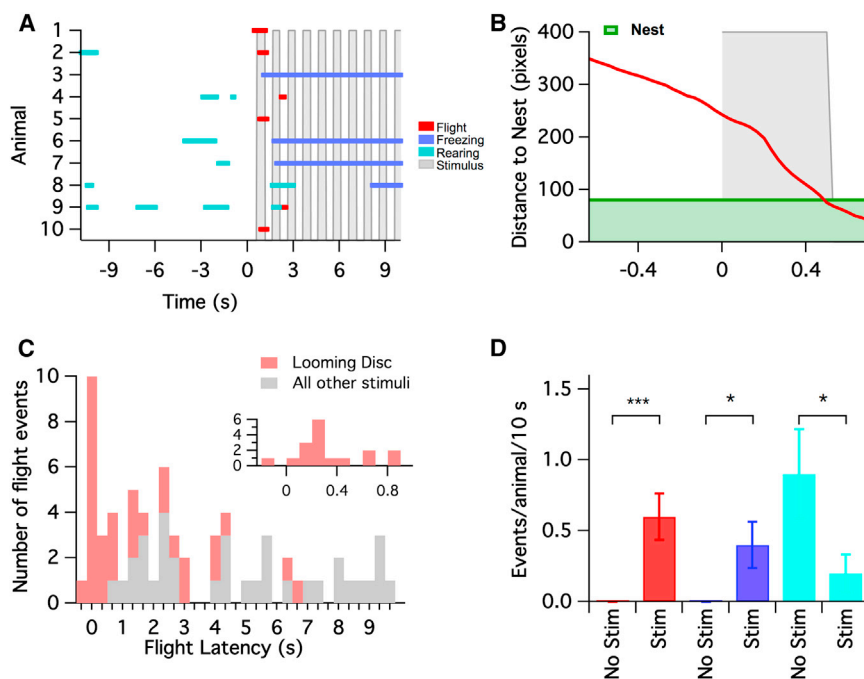 A
1
2
3
4
5
6
7
8
9
10
Animal
-9 -6 -3 0 3 6 9
Time (s)
Flight
Freezing
Rearing
Stimulus
B
Nest
400
300
200
100
0
Distance to Nest (pixels)
-0.4 0 0.4
C
Looming Disc
All other stimuli
10
8
6
4
2
0
Number of flight events
6
4
2
1
0
0 0.4 0.8
0 1 2 3 4 5 6 7 8 9
Flight Latency (s)
D
1.5
1.0
0.5
0.0
Events/animal/10 s
*** * *
No Stim Stim No Stim Stim No Stim Stim